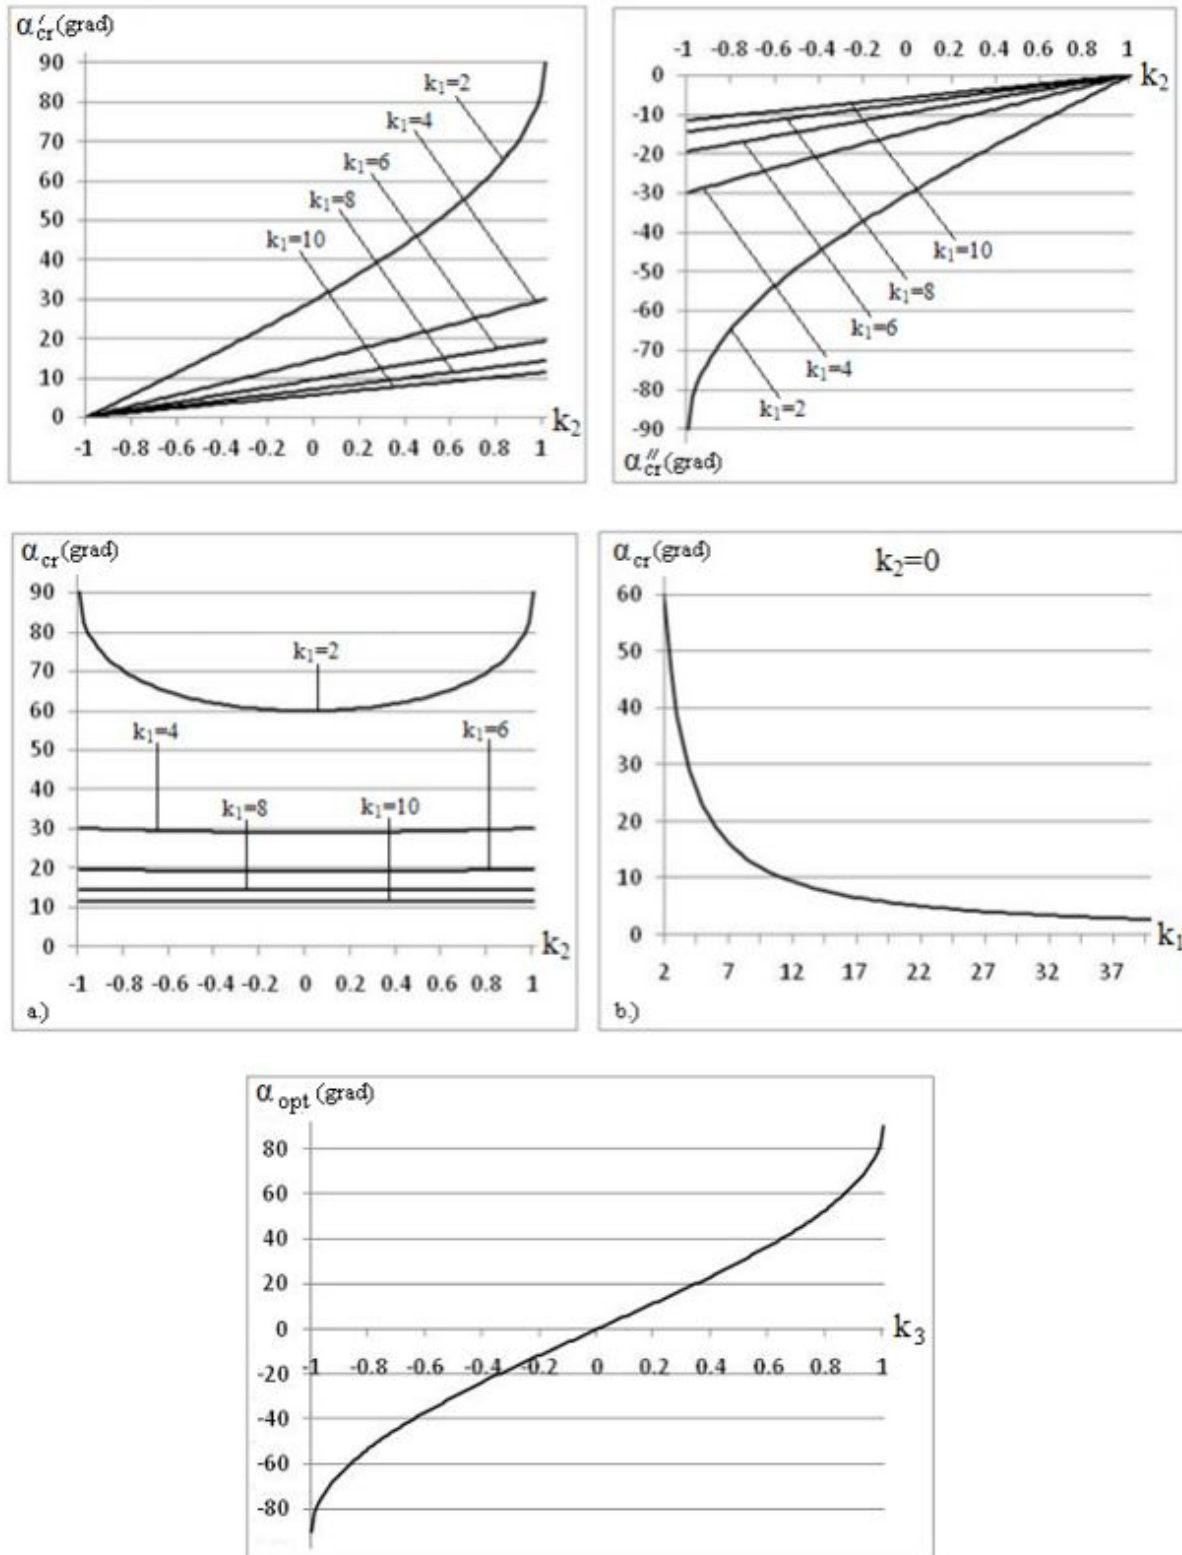 α′cr(grad)
90
80
k₁=2
70
k₁=4
60
k₁=6
50
k₁=8
40
k₁=10
30
20
10
0
k₂
-1 -0.8 -0.6 -0.4 -0.2 0 0.2 0.4 0.6 0.8 1
-1 -0.8 -0.6 -0.4 -0.2 0 0.2 0.4 0.6 0.8 1
0
k₂
-10
-20
-30
-40
k₁=10
-50
k₁=8
-60
k₁=6
-70
k₁=4
-80
k₁=2
-90
α″cr(grad)
αcr(grad)
90
80
k₁=2
70
60
k₁=4 k₁=6
50
40
k₁=8 k₁=10
30
20
10
0
k₂
-1 -0.8 -0.6 -0.4 -0.2 0 0.2 0.4 0.6 0.8 1
a.)
αcr(grad)
k₂=0
60
50
40
30
20
10
0
k₁
2 7 12 17 22 27 32 37
b.)
αopt(grad)
80
60
40
20
0
k₃
-1 -0.8 -0.6 -0.4 -0.2 0 0.2 0.4 0.6 0.8 1
-20
-40
-60
-80